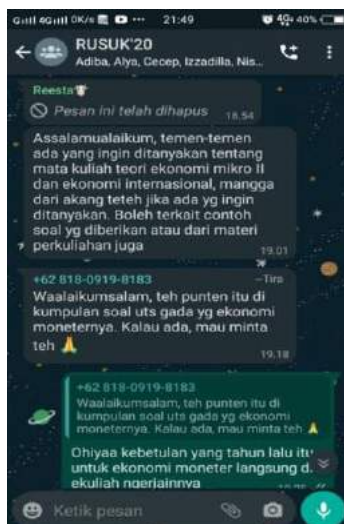 4G 0K/s 21:49 4G 40%
RUSUK'20
Adiba, Alya, Cecep, Izzadilla, Nis...
Reesta
Pesan ini telah dihapus 18.54
Assalamualaikum, temen-temen
ada yang ingin ditanyakan tentang
mata kuliah teori ekonomi mikro II
dan ekonomi internasional, mangga
dari akang teteh jika ada yg ingin
ditanyakan. Boleh terkait contoh
soal yg diberikan atau dari materi
perkuliahan juga 19.01
+62 818-0919-8183 ~Tira
Waalaikumsalam, teh punten itu di
kumpulan soal uts gada yg ekonomi
moneternya. Kalau ada, mau minta
teh 🙏 19.18
+62 818-0919-8183
Waalaikumsalam, teh punten itu di
kumpulan soal uts gada yg ekonomi
moneternya. Kalau ada, mau minta teh 🙏
Ohiyaa kebetulan yang tahun lalu itu
untuk ekonomi moneter langsung d
ekuliah ngerjainnya
Ketik pesan